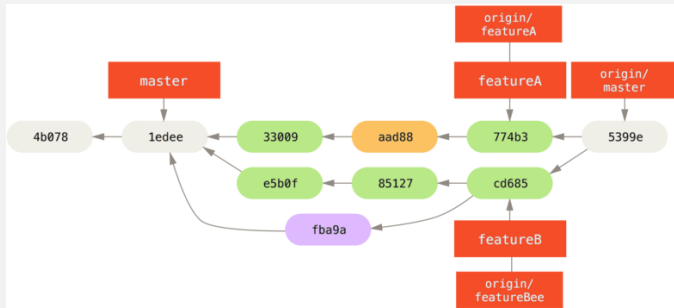 origin/
featureA
master
featureA
origin/
master
4b078
1edee
33009
aad88
774b3
5399e
e5b0f
85127
cd685
fba9a
featureB
origin/
featureBee